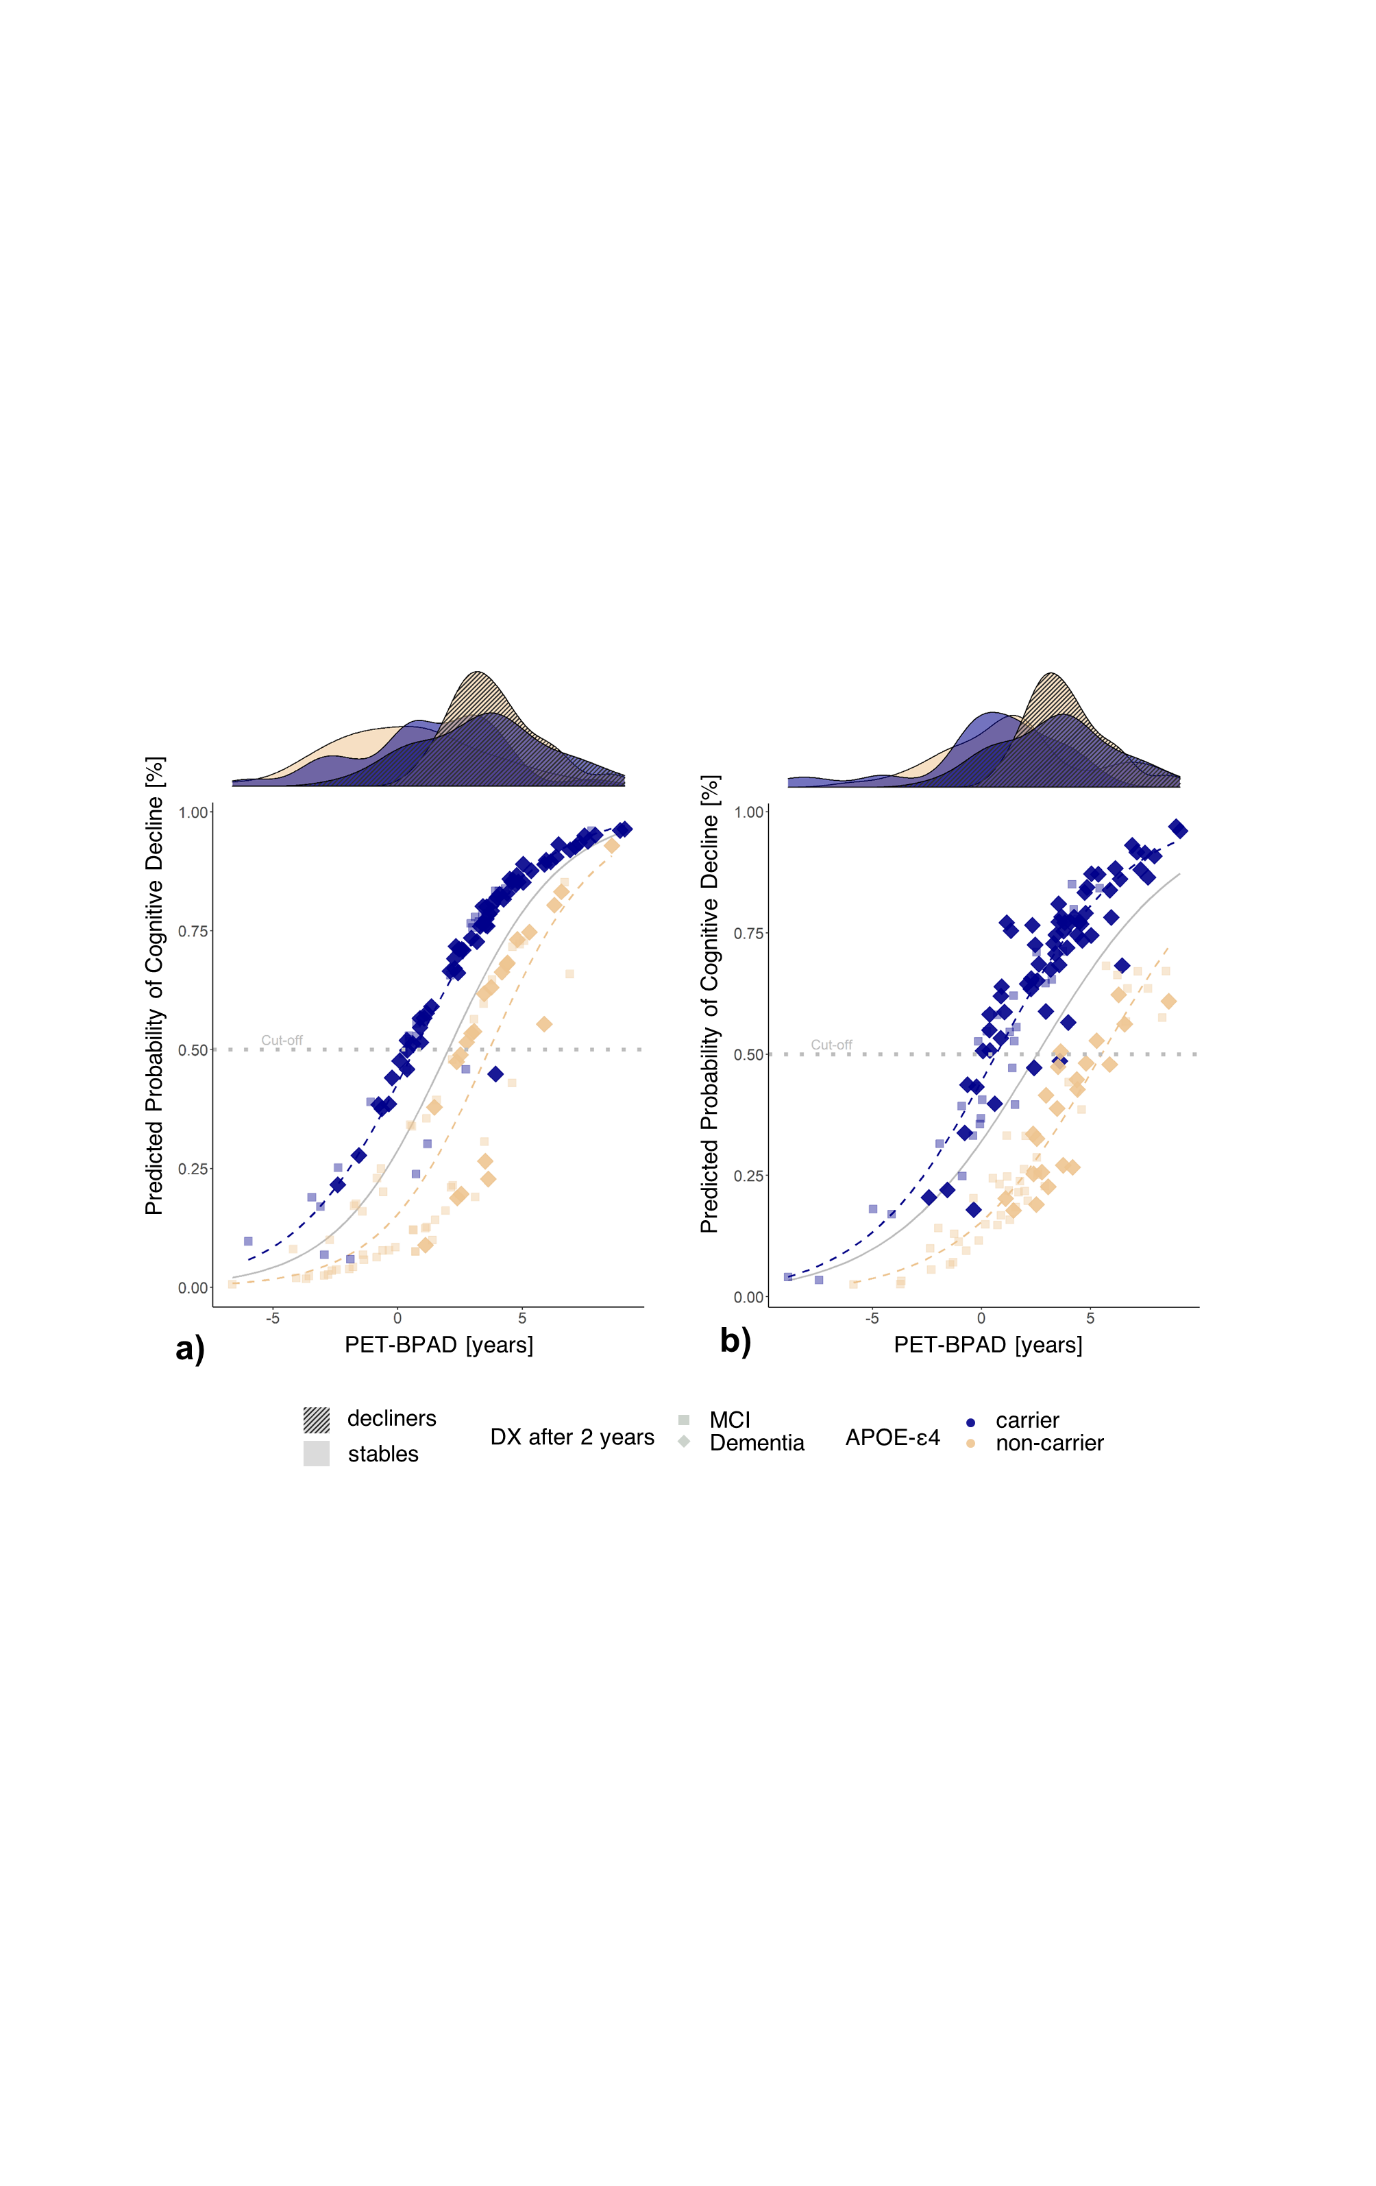 Predicted Probability of Cognitive Decline [%]
1.00
0.75
0.50
0.25
0.00
Cut-off
-5 0 5
PET-BPAD [years]
a)
Predicted Probability of Cognitive Decline [%]
1.00
0.75
0.50
0.25
0.00
Cut-off
-5 0 5
PET-BPAD [years]
b)
decliners
stables
DX after 2 years
MCI
Dementia
APOE-ε4
carrier
non-carrier